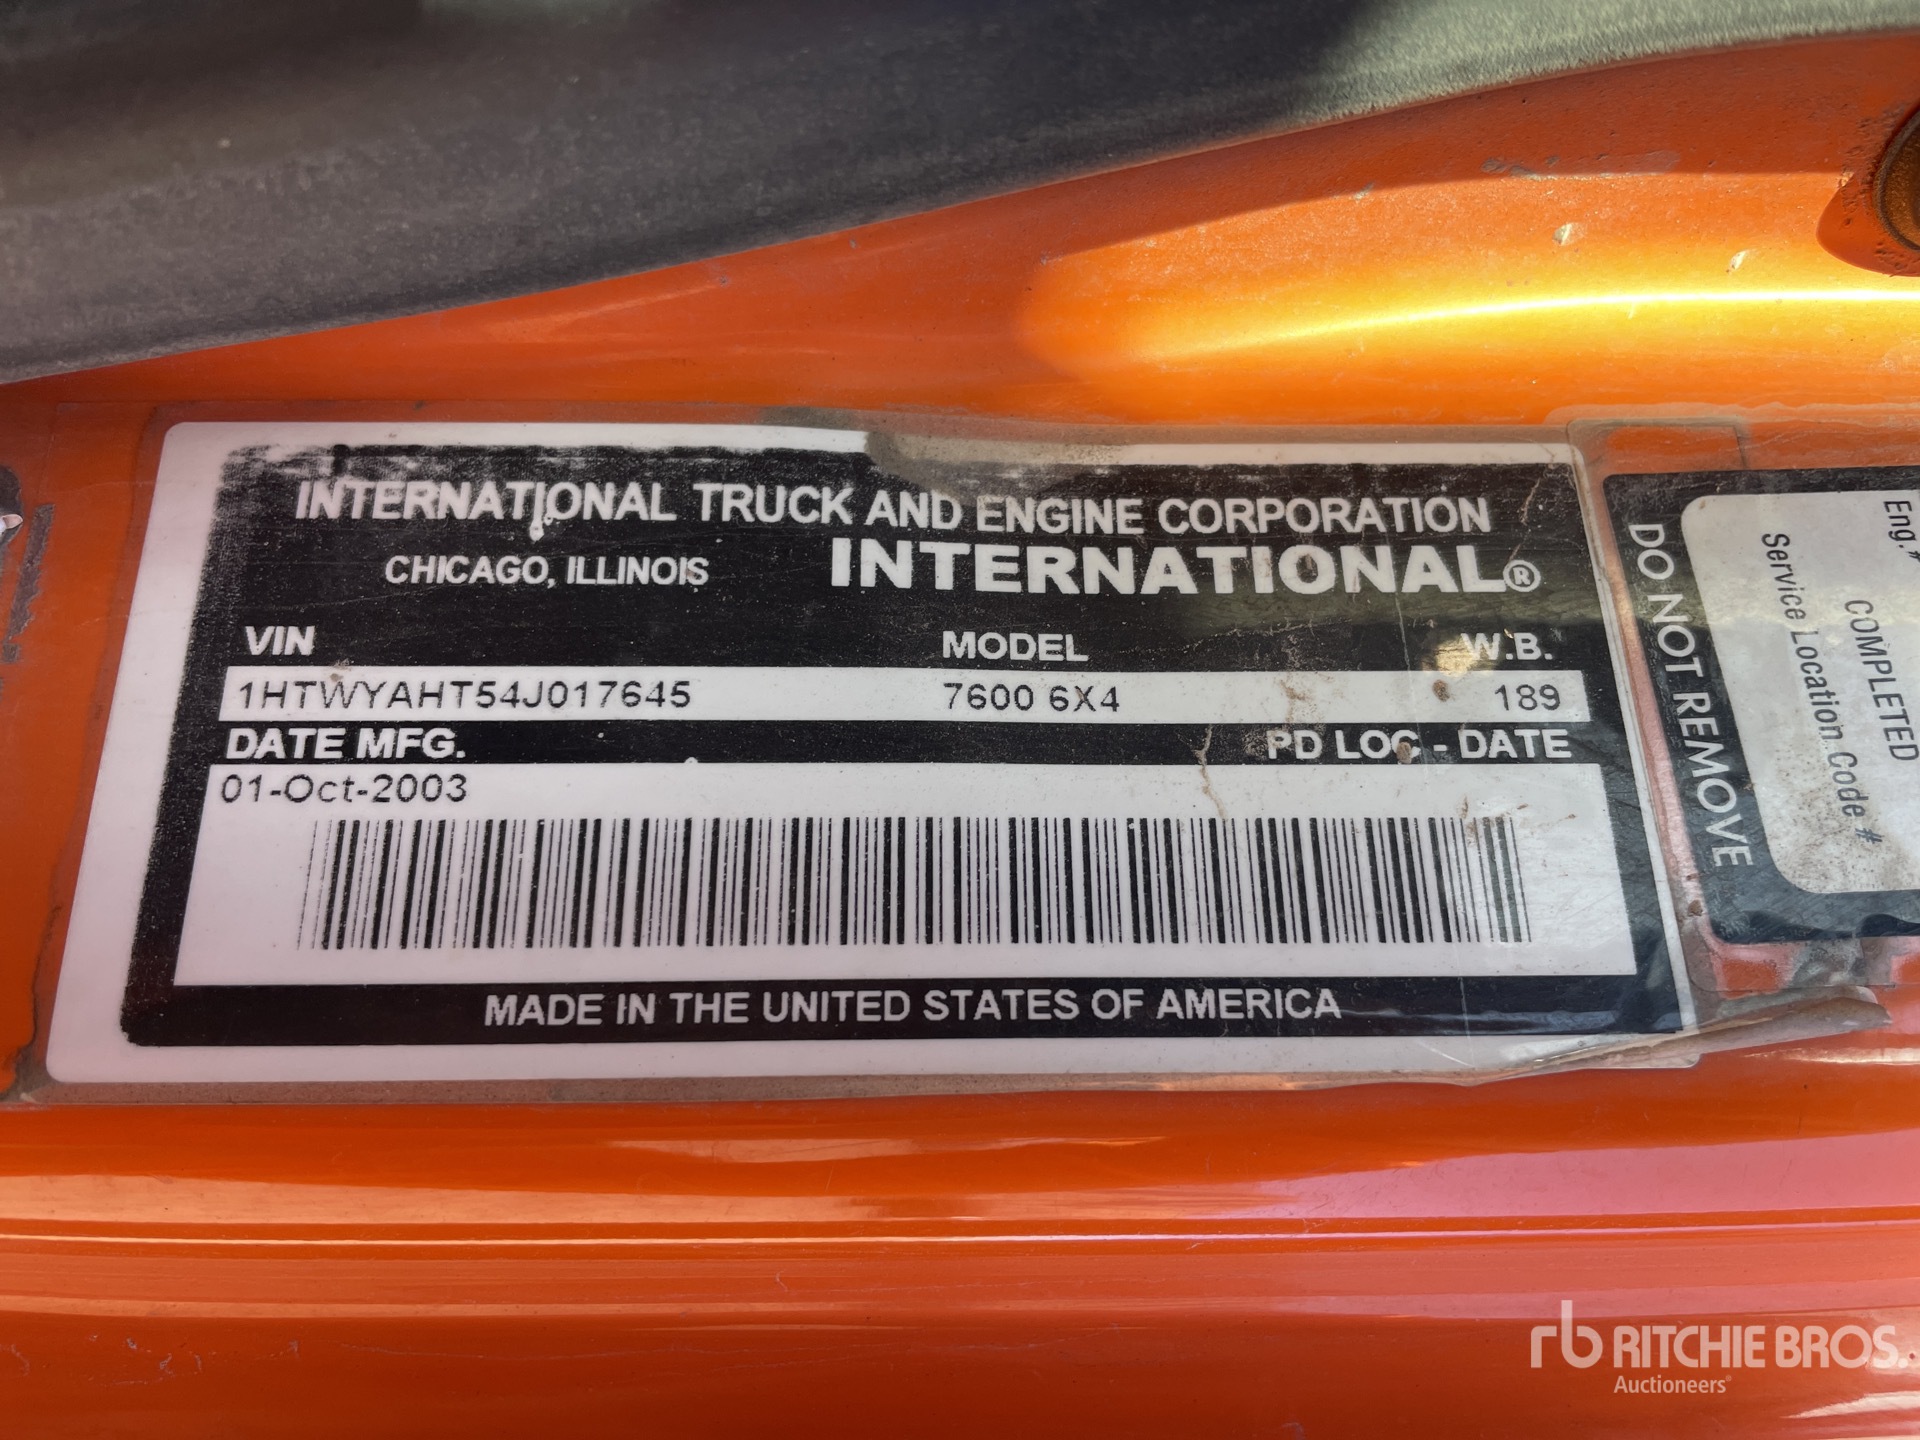 INTERNATIONAL TRUCK AND ENGINE CORPORATION
CHICAGO, ILLINOIS INTERNATIONAL®
VIN MODEL W.B.
1HTWYAHT54J017645 7600 6X4 189
DATE MFG. PD LOC - DATE
01-Oct-2003
MADE IN THE UNITED STATES OF AMERICA
DO NOT REMOVE
Service Location Code #
COMPLETED
Eng.#
rb RITCHIE BROS.
Auctioneers